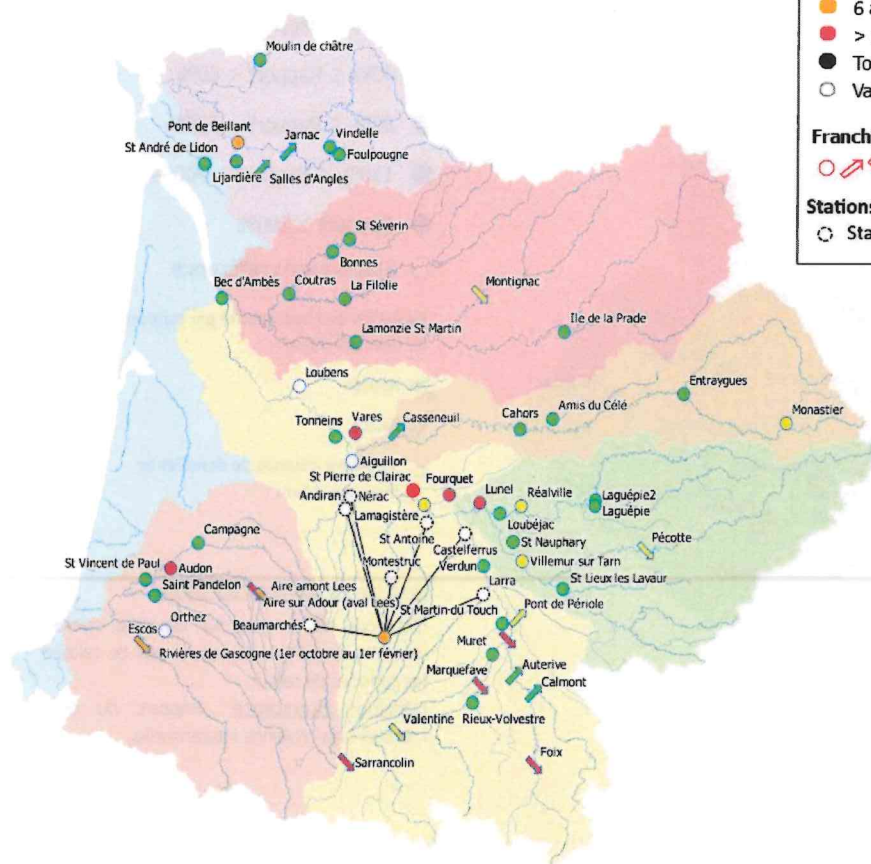 6 a
>
To
Va
Franch
Stations
Sta
Moulin de châtre
Pont de Beillant
Jarnac
Vindelle
St André de Lidon
Foulpougne
Lijardière
Salles d'Angles
St Séverin
Bonnes
Bec d'Ambès
Coutras
La Filolie
Montignac
Lamonzie St Martin
Ile de la Prade
Loubens
Entraygues
Tonneins
Vares
Casseneuil
Cahors
Amis du Célé
Monastier
Aiguillon
St Pierre de Clairac
Fourquet
Andiran
Nérac
Lunel
Réalville
Laguépie2
Lamagistère
Laguépie
Loubéjac
Campagne
St Antoine
St Nauphary
Pécotte
Castelferrus
St Vincent de Paul
Audon
Montestruc
Verdun
Villemur sur Tarn
Saint Pandelon
Aire amont Lees
Larra
St Lieux les Lavaur
Aire sur Adour (aval Lees)
St Martin du Touch
Pont de Périole
Orthez
Beaumarchés
Escos
Muret
Rivières de Gascogne (1er octobre au 1er février)
Marquefave
Auterive
Calmont
Valentine
Rieux-Volvestre
Sarrancolin
Foix